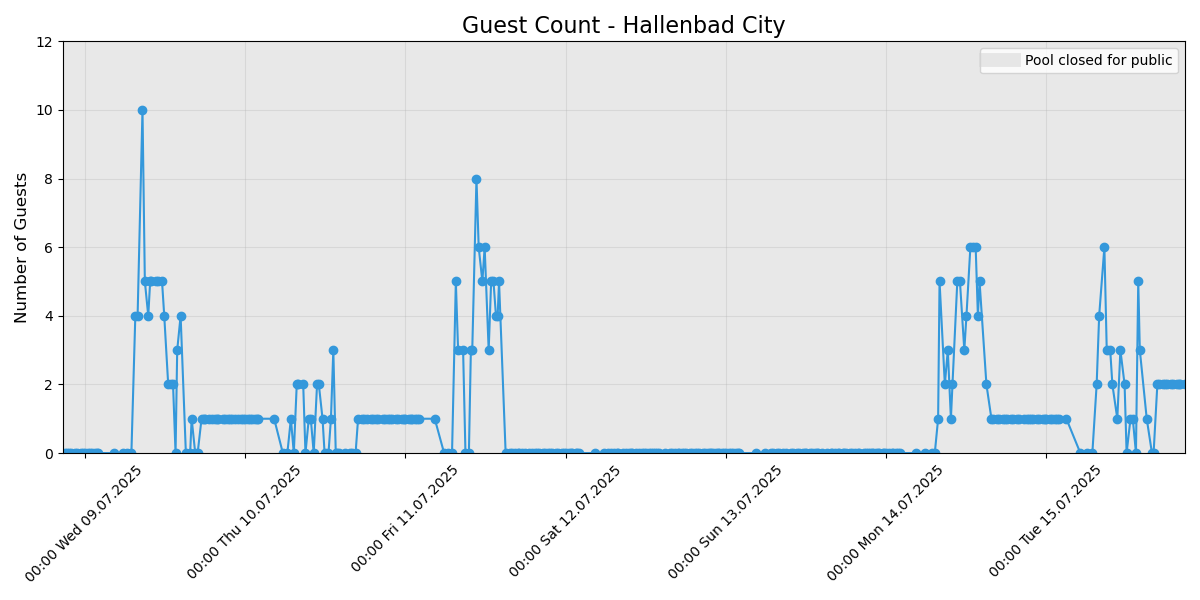 Guest Count - Hallenbad City
Pool closed for public
Number of Guests
12
10
8
6
4
2
0
00:00 Wed 09.07.2025
00:00 Thu 10.07.2025
00:00 Fri 11.07.2025
00:00 Sat 12.07.2025
00:00 Sun 13.07.2025
00:00 Mon 14.07.2025
00:00 Tue 15.07.2025